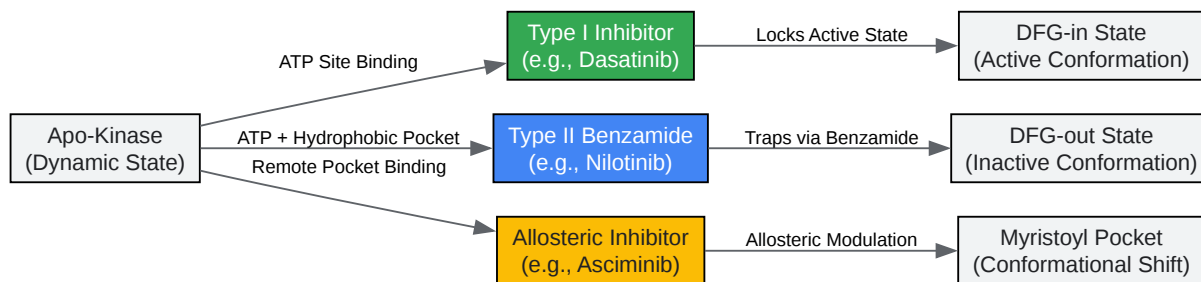 Apo-Kinase
(Dynamic State)
ATP Site Binding
ATP + Hydrophobic Pocket
Remote Pocket Binding
Type I Inhibitor
(e.g., Dasatinib)
Type II Benzamide
(e.g., Nilotinib)
Allosteric Inhibitor
(e.g., Asciminib)
Locks Active State
Traps via Benzamide
Allosteric Modulation
DFG-in State
(Active Conformation)
DFG-out State
(Inactive Conformation)
Myristoyl Pocket
(Conformational Shift)